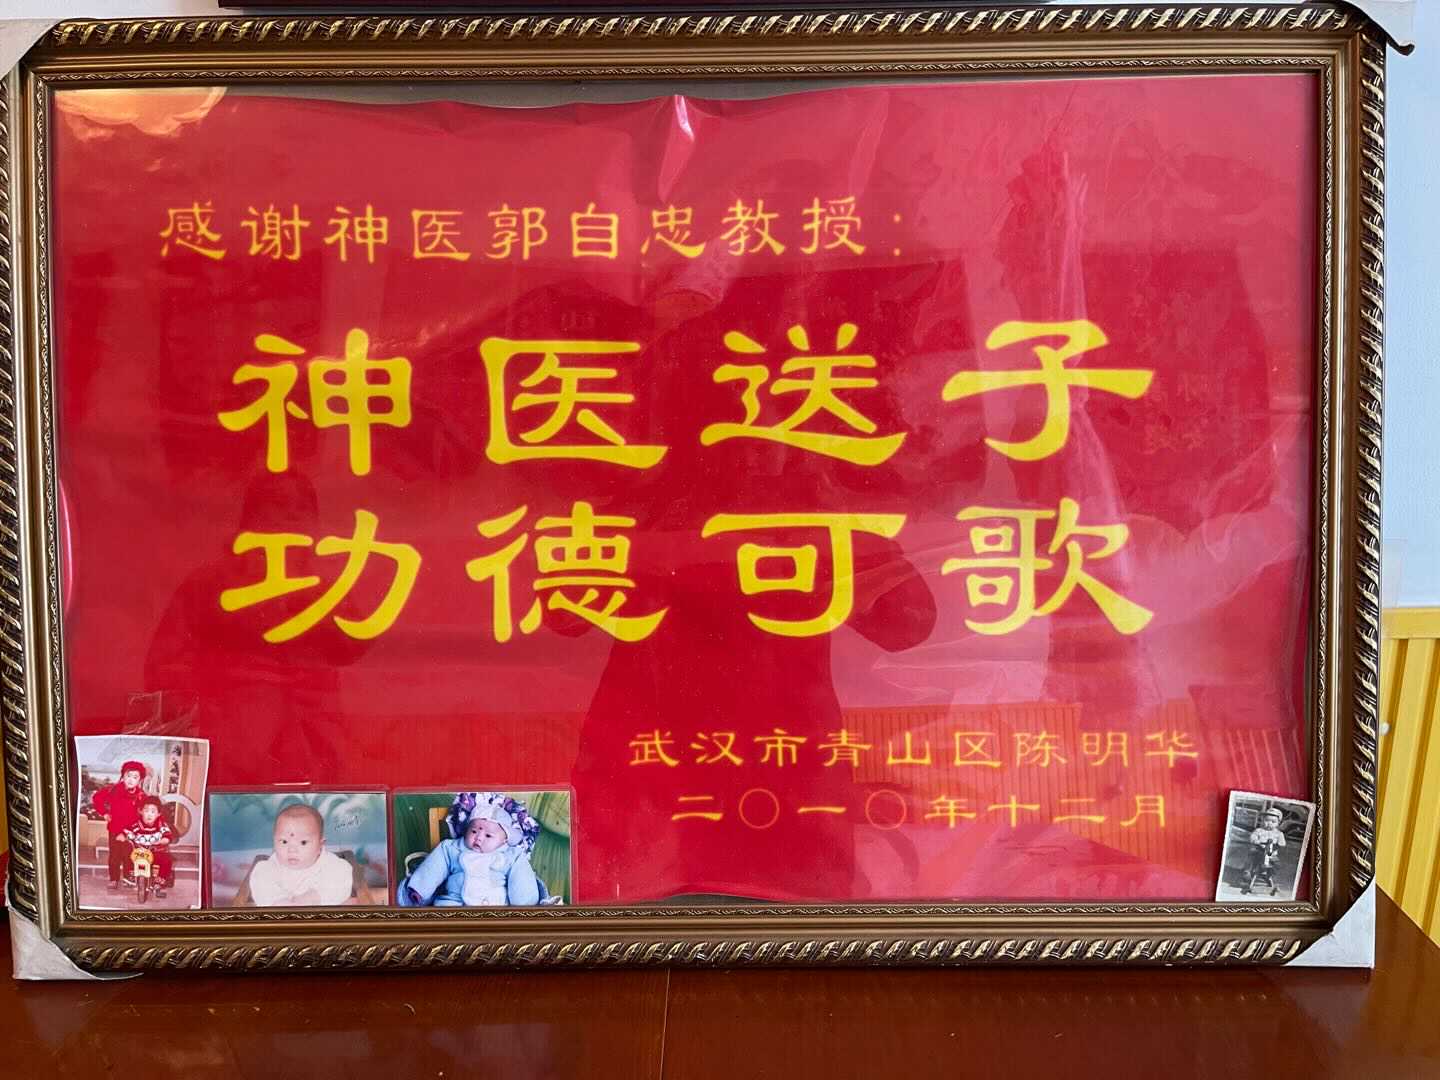 感谢神医郭自忠教授：
神医送子
功德可歌
武汉市青山区陈明华
二〇一〇年十二月